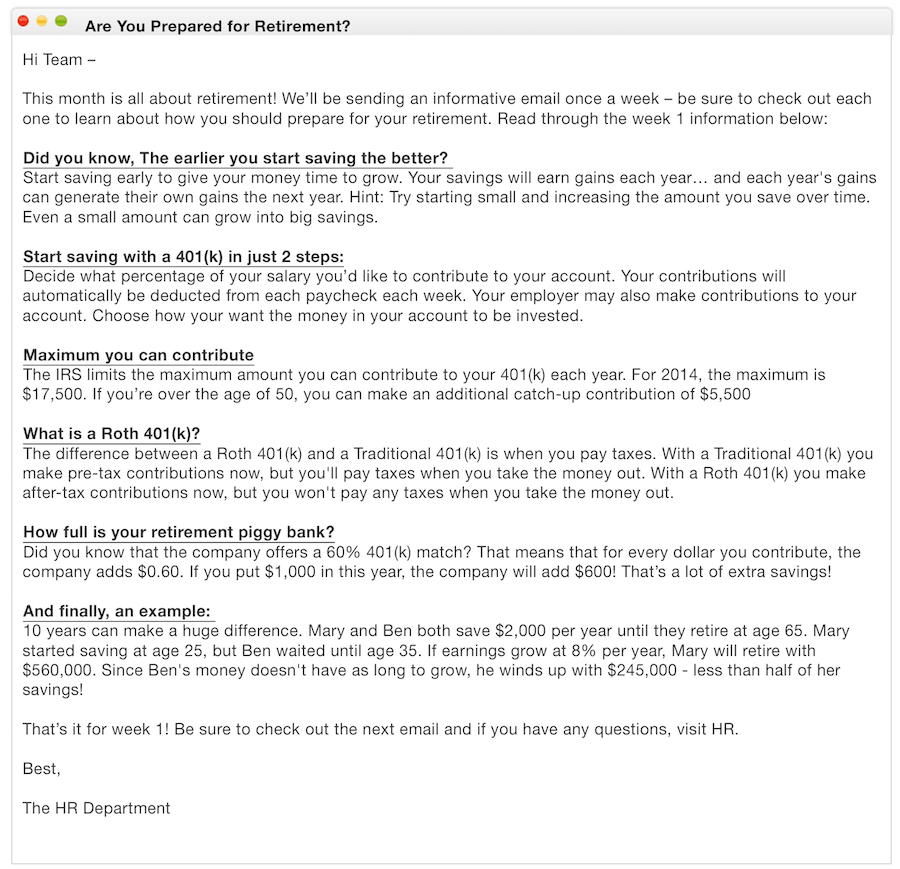 Are You Prepared for Retirement?
Hi Team –
This month is all about retirement! We’ll be sending an informative email once a week – be sure to check out each
one to learn about how you should prepare for your retirement. Read through the week 1 information below:
Did you know, The earlier you start saving the better?
Start saving early to give your money time to grow. Your savings will earn gains each year… and each year's gains
can generate their own gains the next year. Hint: Try starting small and increasing the amount you save over time.
Even a small amount can grow into big savings.
Start saving with a 401(k) in just 2 steps:
Decide what percentage of your salary you’d like to contribute to your account. Your contributions will
automatically be deducted from each paycheck each week. Your employer may also make contributions to your
account. Choose how your want the money in your account to be invested.
Maximum you can contribute
The IRS limits the maximum amount you can contribute to your 401(k) each year. For 2014, the maximum is
$17,500. If you’re over the age of 50, you can make an additional catch-up contribution of $5,500
What is a Roth 401(k)?
The difference between a Roth 401(k) and a Traditional 401(k) is when you pay taxes. With a Traditional 401(k) you
make pre-tax contributions now, but you'll pay taxes when you take the money out. With a Roth 401(k) you make
after-tax contributions now, but you won't pay any taxes when you take the money out.
How full is your retirement piggy bank?
Did you know that the company offers a 60% 401(k) match? That means that for every dollar you contribute, the
company adds $0.60. If you put $1,000 in this year, the company will add $600! That’s a lot of extra savings!
And finally, an example:
10 years can make a huge difference. Mary and Ben both save $2,000 per year until they retire at age 65. Mary
started saving at age 25, but Ben waited until age 35. If earnings grow at 8% per year, Mary will retire with
$560,000. Since Ben's money doesn't have as long to grow, he winds up with $245,000 - less than half of her
savings!
That’s it for week 1! Be sure to check out the next email and if you have any questions, visit HR.
Best,
The HR Department